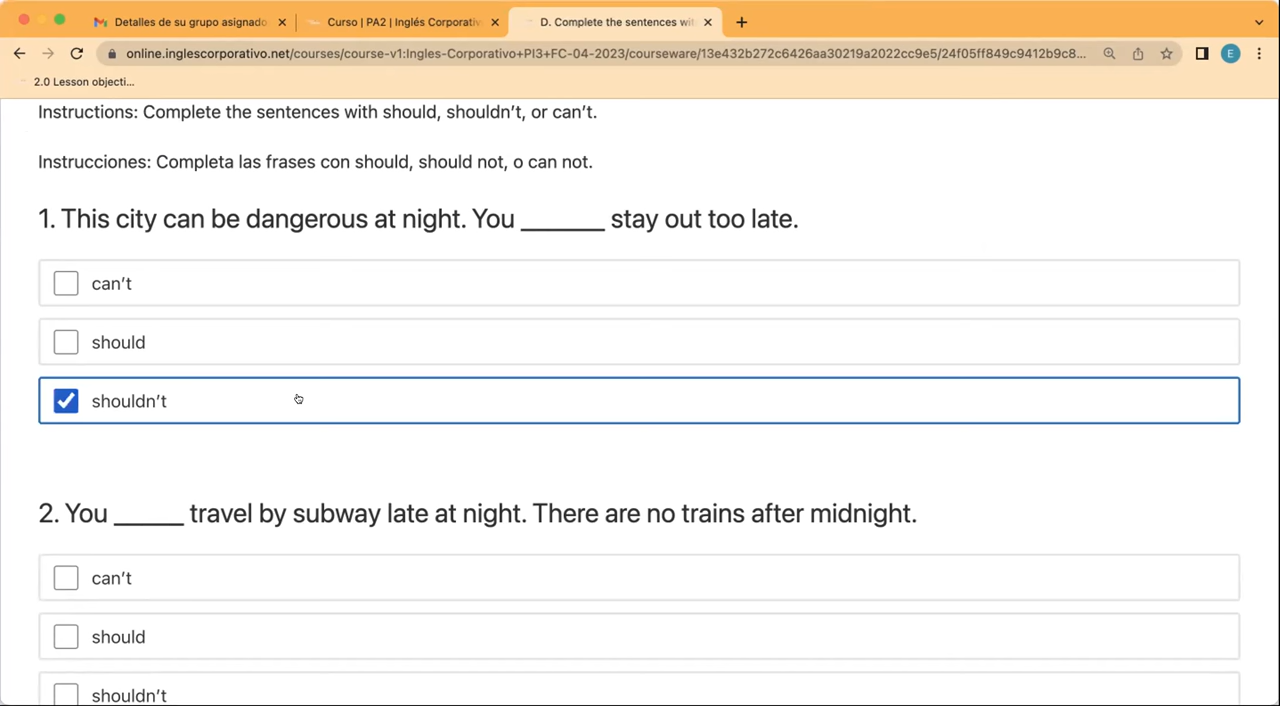 Detalles de su grupo asignado
Curso | PA2 | Inglés Corporativ
D. Complete the sentences wit
online.inglescorporativo.net/courses/course-v1:Ingles-Corporativo+PI3+FC-04-2023/courseware/13e432b272c6426aa30219a2022cc9e5/24f05ff849c9412b9c8...
E
2.0 Lesson objecti...
Instructions: Complete the sentences with should, shouldn’t, or can’t.
Instrucciones: Completa las frases con should, should not, o can not.
1. This city can be dangerous at night. You _______ stay out too late.
can’t
should
shouldn’t
2. You ______ travel by subway late at night. There are no trains after midnight.
can’t
should
shouldn’t